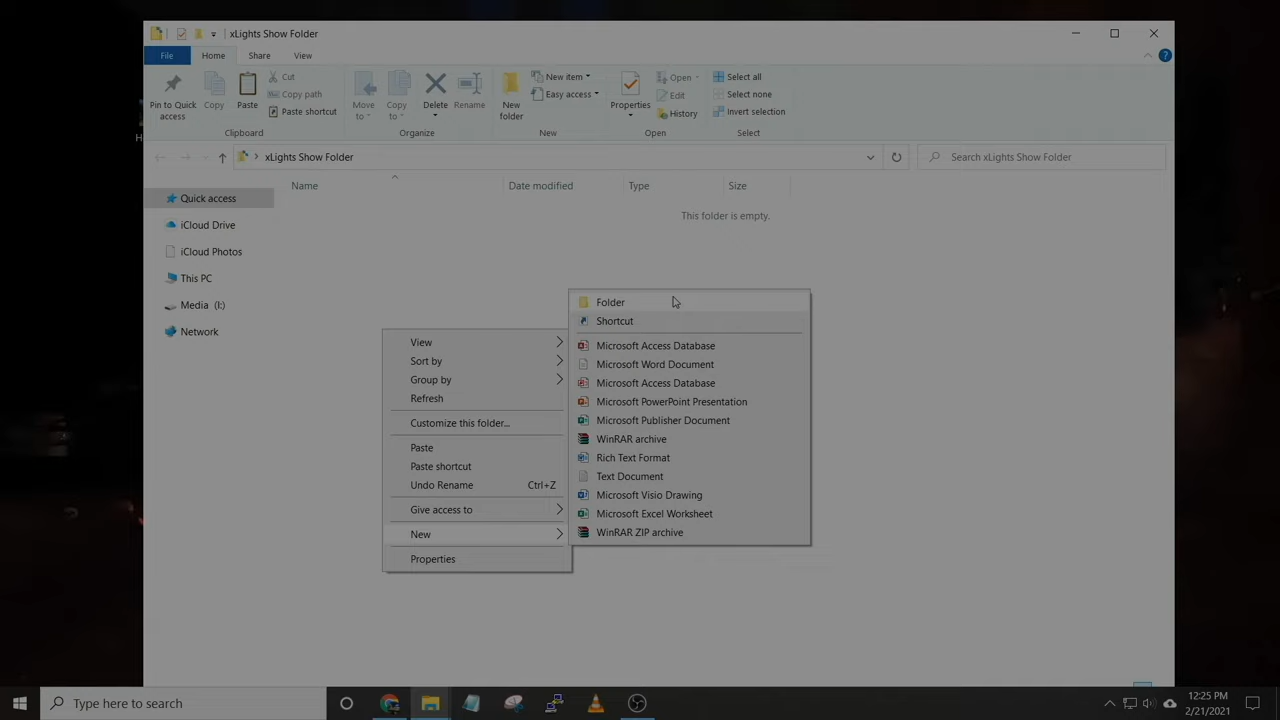 xLights Show Folder
File Home Share View
Pin to Quick access
Copy
Paste
Cut
Copy path
Paste shortcut
Clipboard
Move to
Copy to
Delete
Rename
Organize
New folder
New item
Easy access
New
Properties
Open
Edit
History
Open
Select all
Select none
Invert selection
Select
xLights Show Folder
Search xLights Show Folder
Name Date modified Type Size
This folder is empty.
Quick access
iCloud Drive
iCloud Photos
This PC
Media (I:)
Network
View
Sort by
Group by
Refresh
Customize this folder...
Paste
Paste shortcut
Undo Rename Ctrl+Z
Give access to
New
Properties
Folder
Shortcut
Microsoft Access Database
Microsoft Word Document
Microsoft Access Database
Microsoft PowerPoint Presentation
Microsoft Publisher Document
WinRAR archive
Rich Text Format
Text Document
Microsoft Visio Drawing
Microsoft Excel Worksheet
WinRAR ZIP archive
Type here to search
12:25 PM
2/21/2021